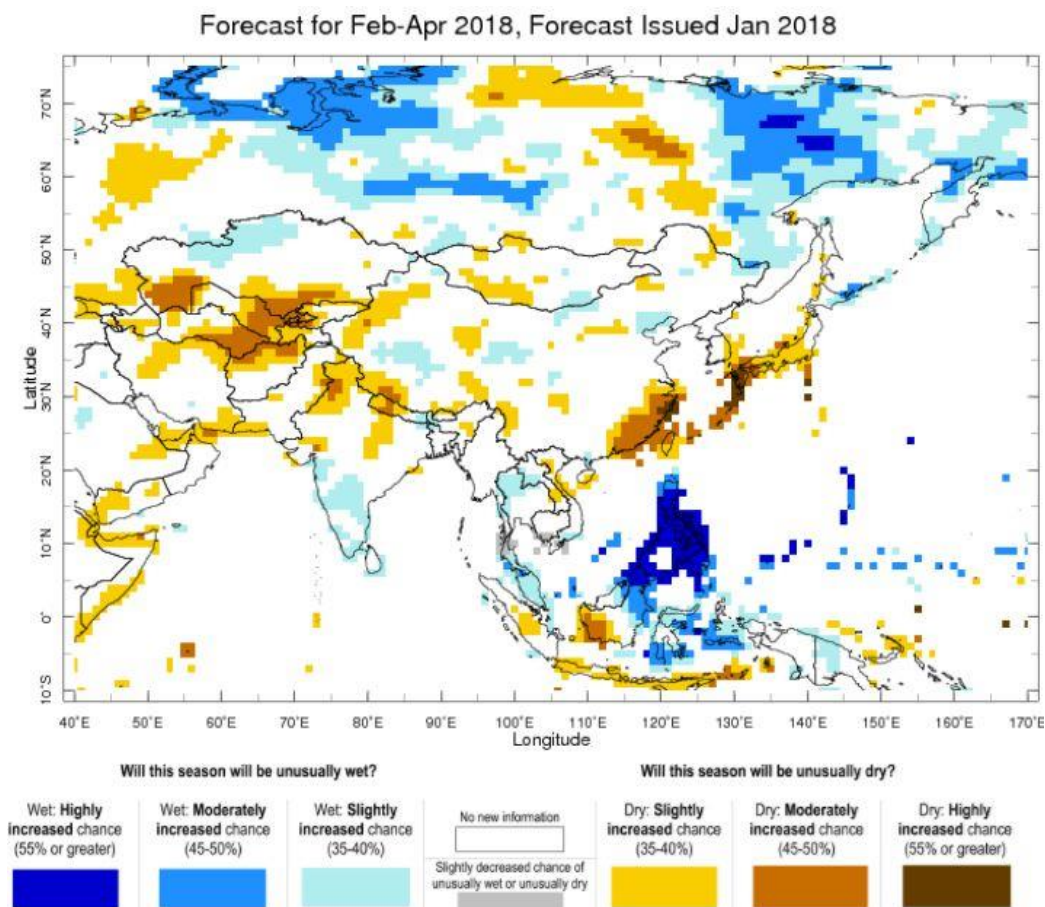 Forecast for Feb-Apr 2018, Forecast Issued Jan 2018
Latitude
70°N
60°N
50°N
40°N
30°N
20°N
10°N
0°
10°S
40°E
50°E
60°E
70°E
80°E
90°E
100°E
110°E
120°E
130°E
140°E
150°E
160°E
170°E
Longitude
Will this season will be unusually wet?
Will this season will be unusually dry?
Wet: Highly
increased chance
(55% or greater)
Wet: Moderately
increased chance
(45-50%)
Wet: Slightly
increased chance
(35-40%)
No new information
Slightly decreased chance of
unusually wet or unusually dry
Dry: Slightly
increased chance
(35-40%)
Dry: Moderately
increased chance
(45-50%)
Dry: Highly
increased chance
(55% or greater)